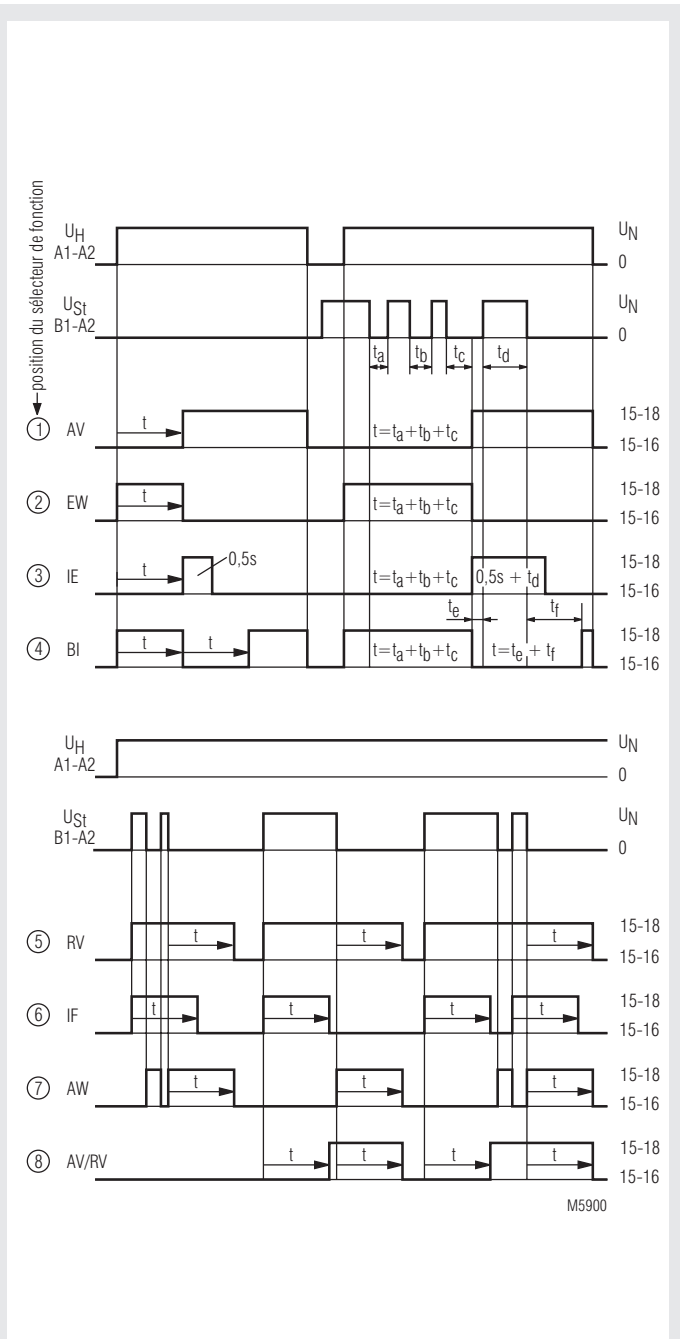 position du sélecteur de fonction
UH
A1-A2
UN
0
USt
B1-A2
UN
0
ta tb tc td
1 AV t t=ta+tb+tc 15-18
15-16
2 EW t t=ta+tb+tc 15-18
15-16
3 IE t 0,5s t=ta+tb+tc 0,5s + td 15-18
15-16
te tf
4 BI t t t=ta+tb+tc t=te + tf 15-18
15-16
UH
A1-A2
UN
0
USt
B1-A2
UN
0
5 RV t t t 15-18
15-16
6 IF t t t t 15-18
15-16
7 AW t t t 15-18
15-16
8 AV/RV t t t t 15-18
15-16
M5900